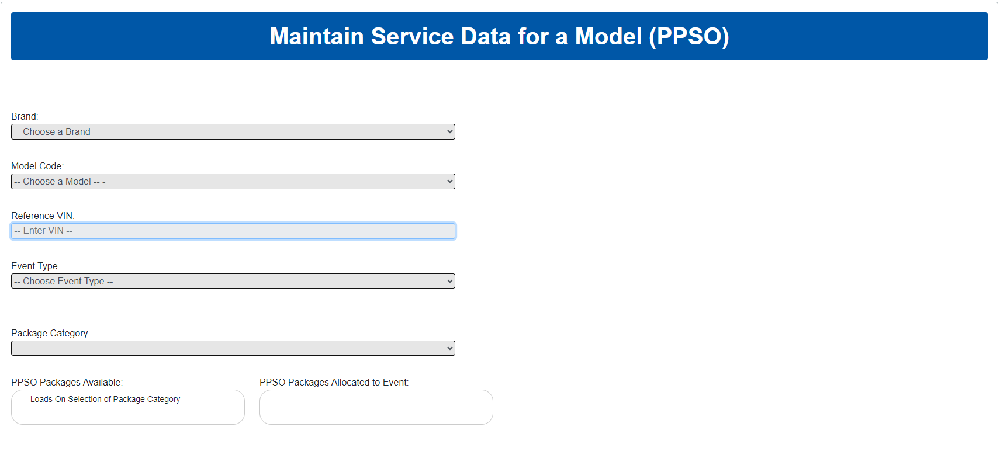 Maintain Service Data for a Model (PPSO)
Brand:
-- Choose a Brand --
Model Code:
-- Choose a Model -- -
Reference VIN:
-- Enter VIN --
Event Type
-- Choose Event Type --
Package Category
PPSO Packages Available: PPSO Packages Allocated to Event:
- -- Loads On Selection of Package Category --